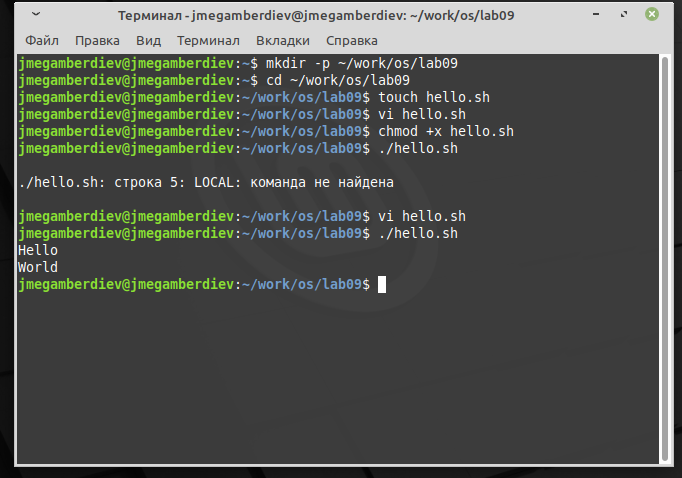 Терминал - jmegamberdiev@jmegamberdiev: ~/work/os/lab09
Файл Правка Вид Терминал Вкладки Справка
jmegamberdiev@jmegamberdiev:~$ mkdir -p ~/work/os/lab09
jmegamberdiev@jmegamberdiev:~$ cd ~/work/os/lab09
jmegamberdiev@jmegamberdiev:~/work/os/lab09$ touch hello.sh
jmegamberdiev@jmegamberdiev:~/work/os/lab09$ vi hello.sh
jmegamberdiev@jmegamberdiev:~/work/os/lab09$ chmod +x hello.sh
jmegamberdiev@jmegamberdiev:~/work/os/lab09$ ./hello.sh
./hello.sh: строка 5: LOCAL: команда не найдена
jmegamberdiev@jmegamberdiev:~/work/os/lab09$ vi hello.sh
jmegamberdiev@jmegamberdiev:~/work/os/lab09$ ./hello.sh
Hello
World
jmegamberdiev@jmegamberdiev:~/work/os/lab09$